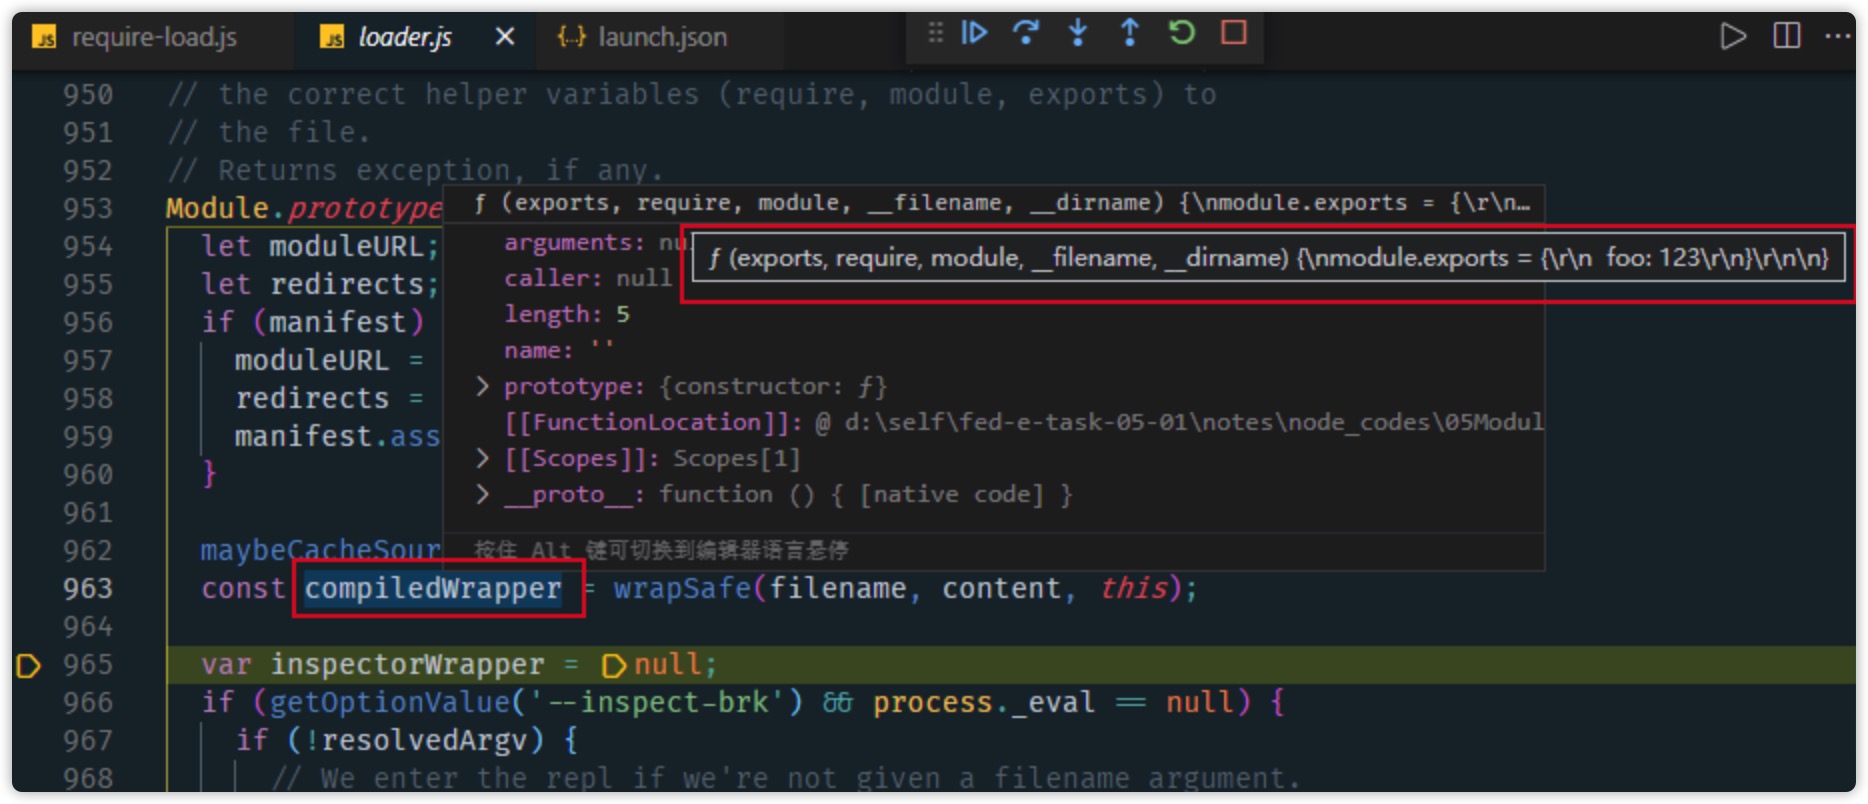 JS require-load.js
JS loader.js ×
{..} launch.json
950 // the correct helper variables (require, module, exports) to
951 // the file.
952 // Returns exception, if any.
953 Module.prototype
954 let moduleURL;
955 let redirects;
956 if (manifest)
957 moduleURL =
958 redirects =
959 manifest.ass
960 }
961
962 maybeCacheSour
963 const compiledWrapper = wrapSafe(filename, content, this);
964
965 var inspectorWrapper = null;
966 if (getOptionValue('--inspect-brk') && process._eval == null) {
967 if (!resolvedArgv) {
968 // We enter the repl if we're not given a filename argument.
ƒ (exports, require, module, __filename, __dirname) {\nmodule.exports = {\r\n…
arguments: nu
caller: null
length: 5
name: ''
prototype: {constructor: ƒ}
[[FunctionLocation]]: @ d:\self\fed-e-task-05-01\notes\node_codes\05Modul
[[Scopes]]: Scopes[1]
__proto__: function () { [native code] }
按住 Alt 键可切换到编辑器语言悬停
ƒ (exports, require, module, __filename, __dirname) {\nmodule.exports = {\r\n  foo: 123\r\n}\r\n\n}